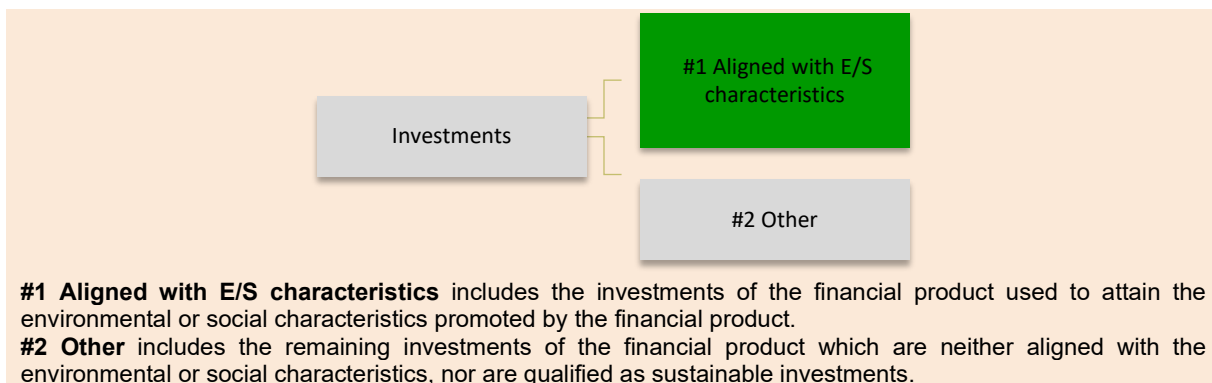 #1 Aligned with E/S
characteristics
Investments
#2 Other
#1 Aligned with E/S characteristics includes the investments of the financial product used to attain the
environmental or social characteristics promoted by the financial product.
#2 Other includes the remaining investments of the financial product which are neither aligned with the
environmental or social characteristics, nor are qualified as sustainable investments.